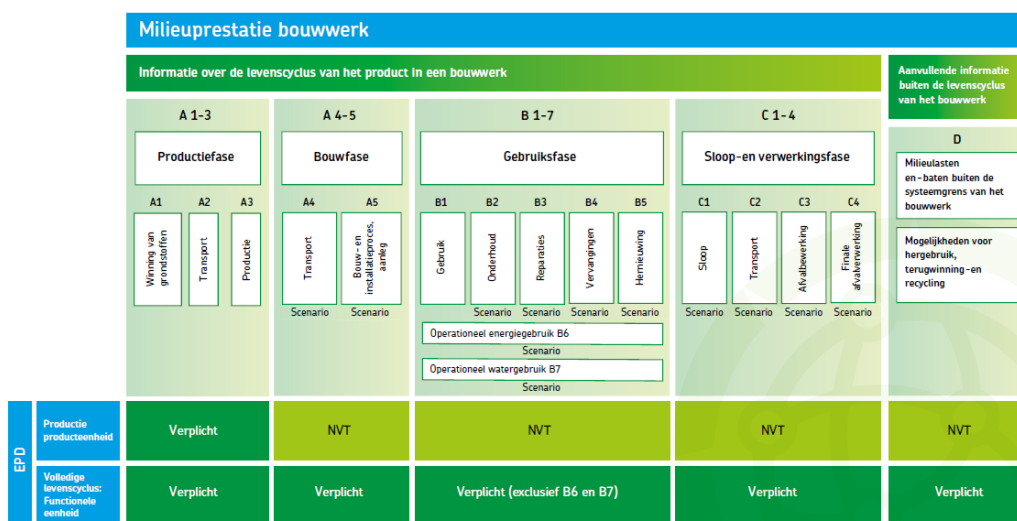 Milieuprestatie bouwwerk
Informatie over de levenscyclus van het product in een bouwwerk
Aanvullende informatie
buiten de levenscyclus
van het bouwwerk
A 1-3
A 4-5
B 1-7
C 1-4
D
Productiefase
Bouwfase
Gebruiksfase
Sloop-en verwerkingsfase
Milieulasten
en-baten buiten de
systeemgrens van het
bouwwerk
A1
A2
A3
A4
A5
B1
B2
B3
B4
B5
C1
C2
C3
C4
Winning van
grondstoffen
Transport
Productie
Transport
Bouw- en
installatieproces,
aanleg
Gebruik
Onderhoud
Reparaties
Vervangingen
Hernieuwing
Sloop
Transport
Afvalbewerking
Finale
afvalverwerking
Mogelijkheden voor
hergebruik,
terugwinning-en
recycling
Scenario
Scenario
Scenario
Scenario
Scenario
Scenario
Scenario
Scenario
Scenario
Scenario
Operationeel energiegebruik B6
Scenario
Operationeel watergebruik B7
Scenario
EPD
Productie
producteenheid
Verplicht
NVT
NVT
NVT
NVT
Volledige
levenscyclus:
Functionele
eenheid
Verplicht
Verplicht
Verplicht (exclusief B6 en B7)
Verplicht
Verplicht